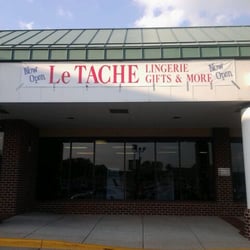 Now Open
Le TACHE
LINGERIE
GIFTS & MORE
Now Open